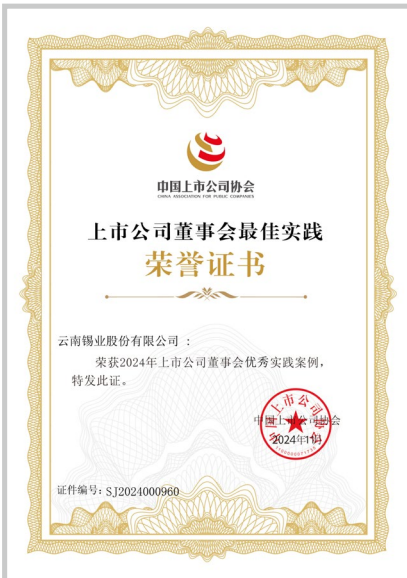 中国上市公司协会
CHINA ASSOCIATION FOR PUBLIC COMPANIES
上市公司董事会最佳实践
荣誉证书
云南锡业股份有限公司 :
荣获2024年上市公司董事会优秀实践案例,
特发此证。
中国上市公司协会
2024年11月
证件编号: SJ2024000960